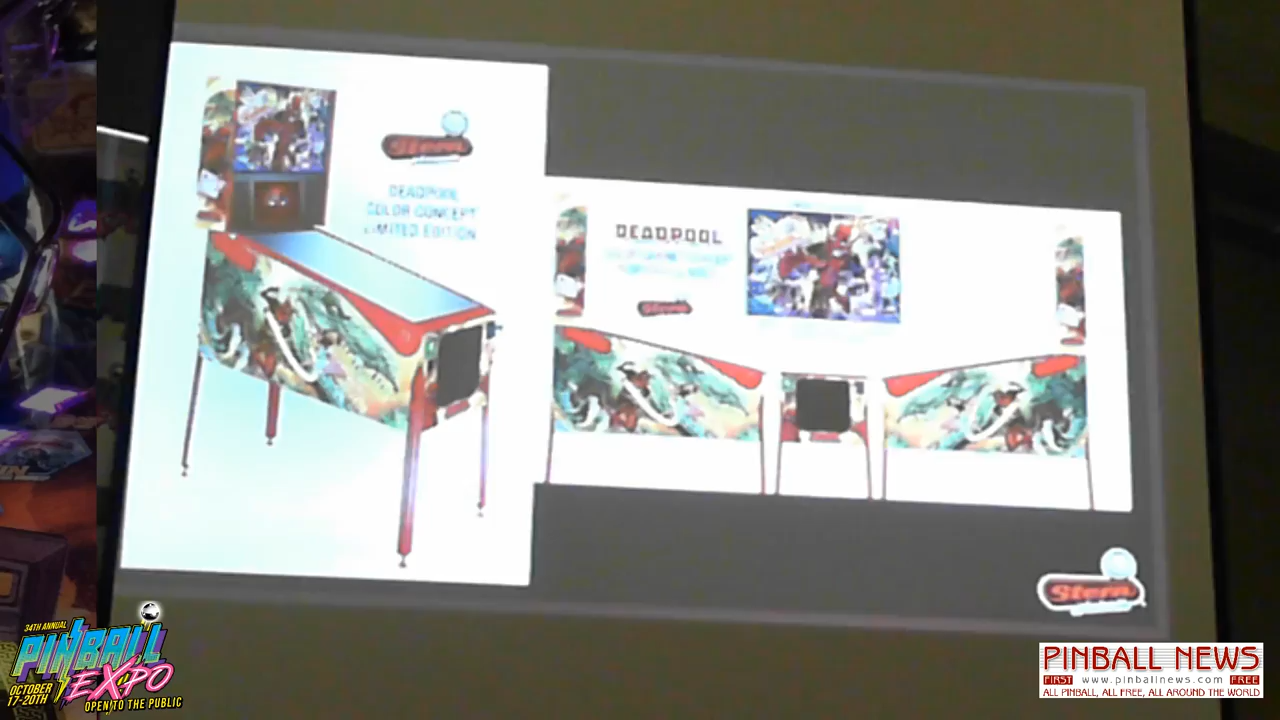 Stern
DEADPOOL
COLOR CONCEPT
LIMITED EDITION
DEADPOOL
Stern
Stern
34TH ANNUAL
PINBALL
EXPO
OCTOBER
17-20TH
OPEN TO THE PUBLIC
PINBALL NEWS
FIRST www.pinballnews.com FREE
ALL PINBALL, ALL FREE, ALL AROUND THE WORLD